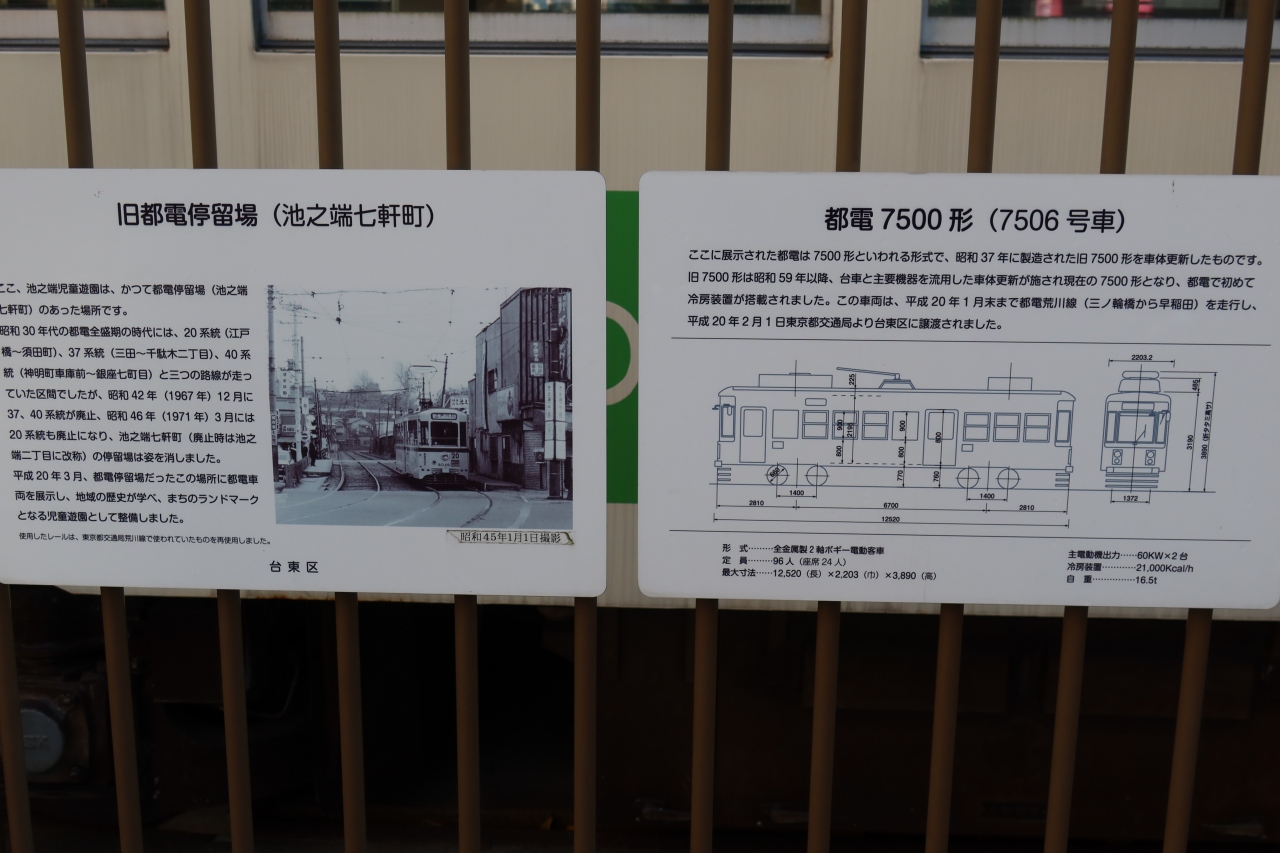 旧都電停留場（池之端七軒町）
ここ、池之端児童遊園は、かつて都電停留場（池之端
七軒町）のあった場所です。
昭和30年代の都電全盛期の時代には、20系統（江戸
橋～須田町）、37系統（三田～千駄木二丁目）、40系
統（神明町車庫前～銀座七町目）と三つの路線が走っ
ていた区間でしたが、昭和42年（1967年）12月に
37、40系統が廃止、昭和46年（1971年）3月には
20系統も廃止になり、池之端七軒町（廃止時は池之
端二丁目に改称）の停留場は姿を消しました。
平成20年3月、都電停留場だったこの場所に都電車
両を展示し、地域の歴史が学べ、まちのランドマーク
となる児童遊園として整備しました。
使用したレールは、東京都交通局荒川線で使われていたものを再使用しました。
20
昭和45年1月1日撮影
台東区
都電7500形（7506号車）
ここに展示された都電は7500形といわれる形式で、昭和37年に製造された旧7500形を車体更新したものです。
旧7500形は昭和59年以降、台車と主要機器を流用した車体更新が施され現在の7500形となり、都電で初めて
冷房装置が搭載されました。この車両は、平成20年1月末まで都電荒川線（三ノ輪橋から早稲田）を走行し、
平成20年2月1日東京都交通局より台東区に譲渡されました。
2203.2
225
485
900
2195
800
900
770
800
760
660
3190
3890（折タタミ高サ）
1400
1400
1372
2810
6700
2810
12520
形　式………全金属製2軸ボギー電動客車
定　員………96人（座席24人）
最大寸法……12,520（長）×2,203（巾）×3,890（高）
主電動機出力……60KW×2台
冷房装置…………21,000Kcal/h
自　重……………16.5t